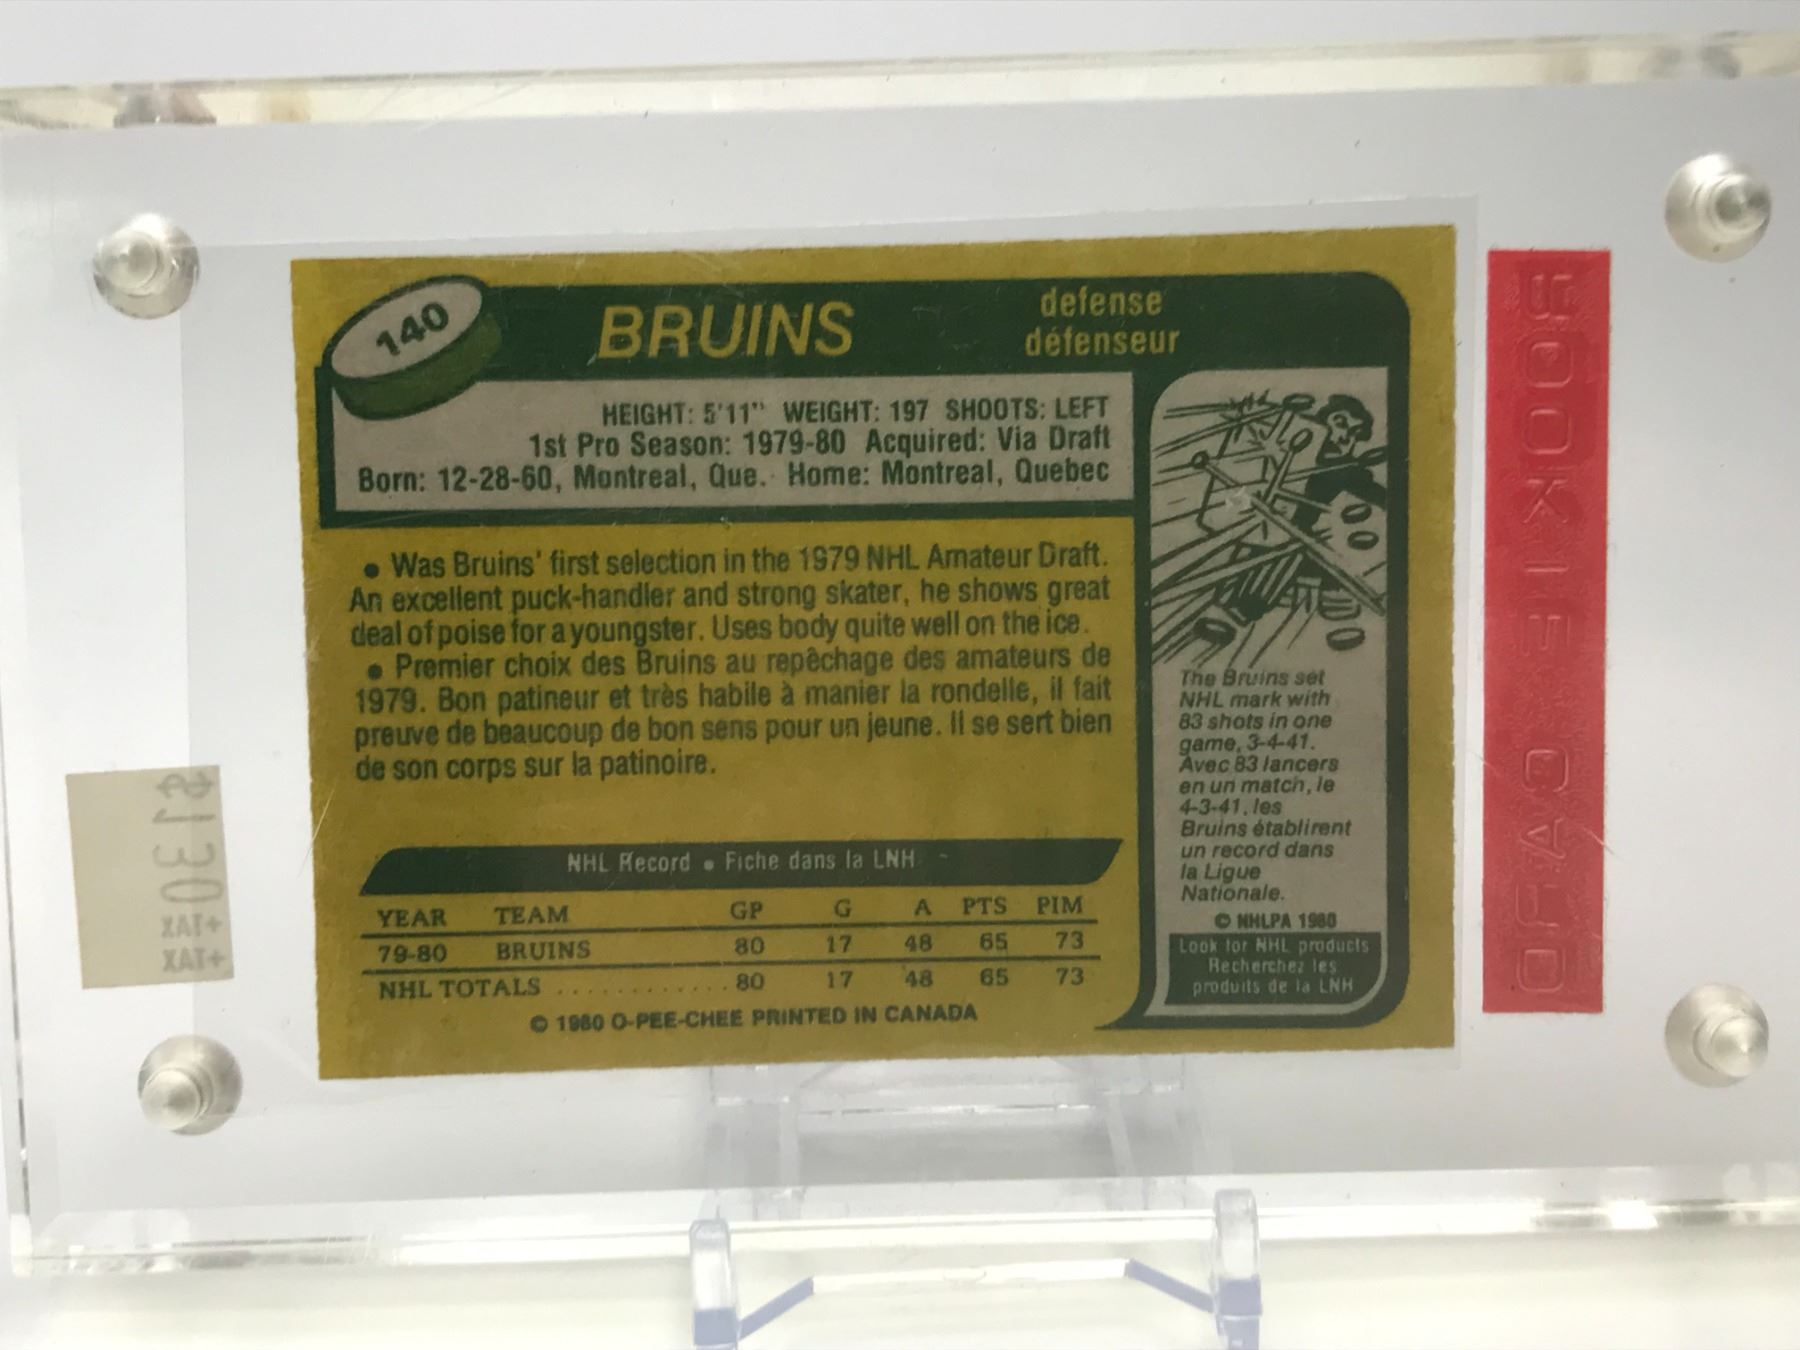 140
BRUINS
defense
défenseur
HEIGHT: 5'11" WEIGHT: 197 SHOOTS: LEFT
1st Pro Season: 1979-80 Acquired: Via Draft
Born: 12-28-60, Montreal, Que. Home: Montreal, Quebec
• Was Bruins' first selection in the 1979 NHL Amateur Draft.
An excellent puck-handler and strong skater, he shows great
deal of poise for a youngster. Uses body quite well on the ice.
• Premier choix des Bruins au repêchage des amateurs de
1979. Bon patineur et très habile à manier la rondelle, il fait
preuve de beaucoup de bon sens pour un jeune. Il se sert bien
de son corps sur la patinoire.
NHL Record • Fiche dans la LNH
YEAR TEAM GP G A PTS PIM
79-80 BRUINS 80 17 48 65 73
NHL TOTALS ............. 80 17 48 65 73
© 1980 O-PEE-CHEE PRINTED IN CANADA
The Bruins set
NHL mark with
83 shots in one
game, 3-4-41.
Avec 83 lancers
en un match, le
4-3-41, les
Bruins établirent
un record dans
la Ligue
Nationale.
© NHLPA 1980
Look for NHL products
Recherchez les
produits de la LNH
$130
+TAX
+TAX